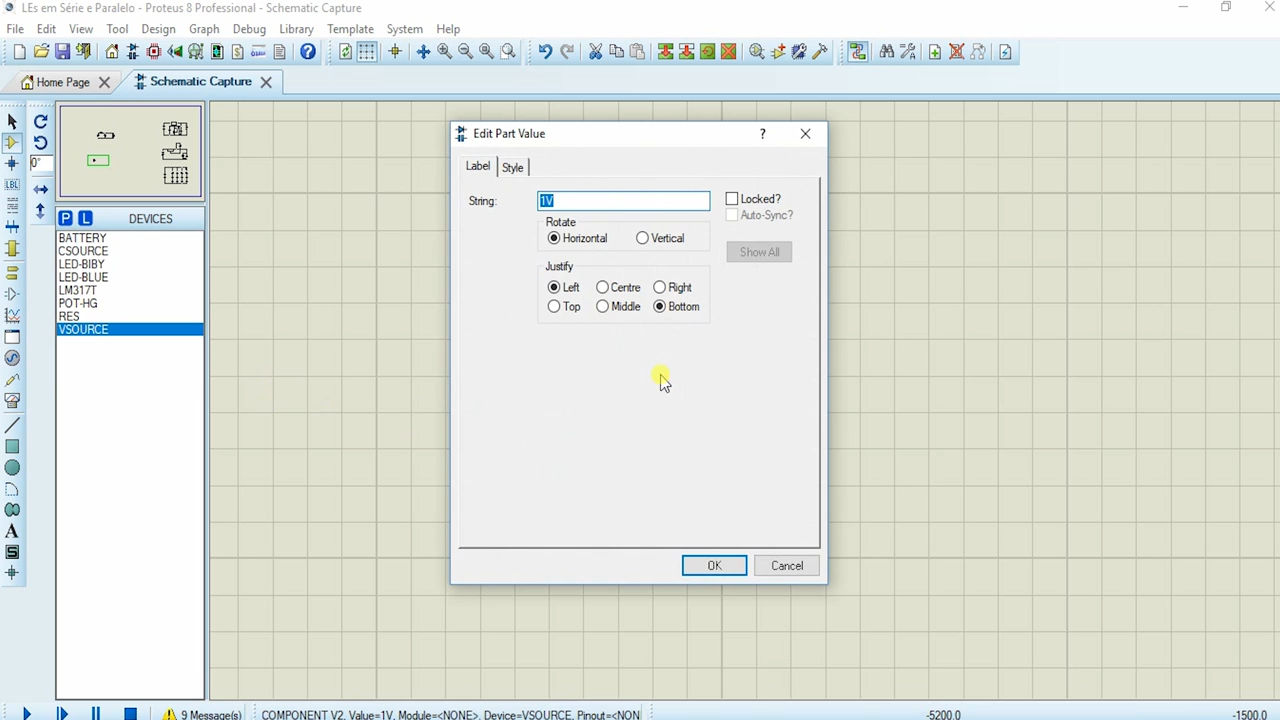 LEs em Série e Paralelo - Proteus 8 Professional - Schematic Capture
File Edit View Tool Design Graph Debug Library Template System Help
Home Page Schematic Capture
0°
LBL
P L DEVICES
BATTERY
CSOURCE
LED-BIBY
LED-BLUE
LM317T
POT-HG
RES
VSOURCE
A
S
Edit Part Value
Label Style
String: 1V
Locked?
Auto-Sync?
Rotate
Horizontal Vertical
Show All
Justify
Left Centre Right
Top Middle Bottom
OK Cancel
9 Message(s) COMPONENT V2, Value=1V, Module=<NONE>, Device=VSOURCE, Pinout=<NON -5200.0 -1500.0